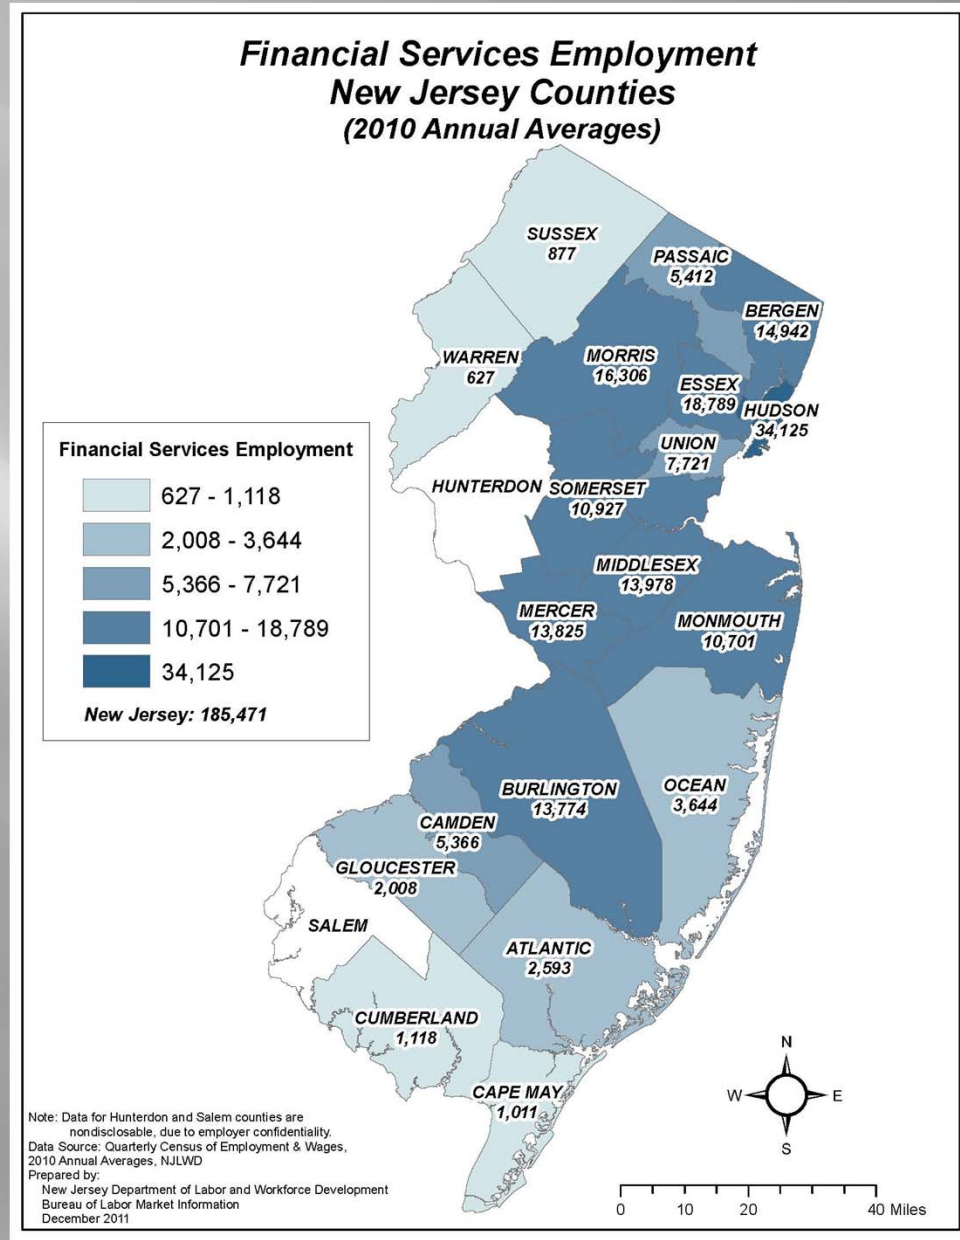 Financial Services Employment
New Jersey Counties
(2010 Annual Averages)
SUSSEX
877
PASSAIC
5,412
BERGEN
14,942
WARREN
627
MORRIS
16,306
ESSEX
18,789
HUDSON
34,125
UNION
7,721
HUNTERDON
SOMERSET
10,927
MIDDLESEX
13,978
MERCER
13,825
MONMOUTH
10,701
Financial Services Employment
627 - 1,118
2,008 - 3,644
5,366 - 7,721
10,701 - 18,789
34,125
New Jersey: 185,471
BURLINGTON
13,774
OCEAN
3,644
CAMDEN
5,366
GLOUCESTER
2,008
SALEM
ATLANTIC
2,593
CUMBERLAND
1,118
CAPE MAY
1,011
N
W E
S
Note: Data for Hunterdon and Salem counties are
nondisclosable, due to employer confidentiality.
Data Source: Quarterly Census of Employment & Wages,
2010 Annual Averages, NJLWD
Prepared by:
New Jersey Department of Labor and Workforce Development
Bureau of Labor Market Information
December 2011
0 10 20 40 Miles